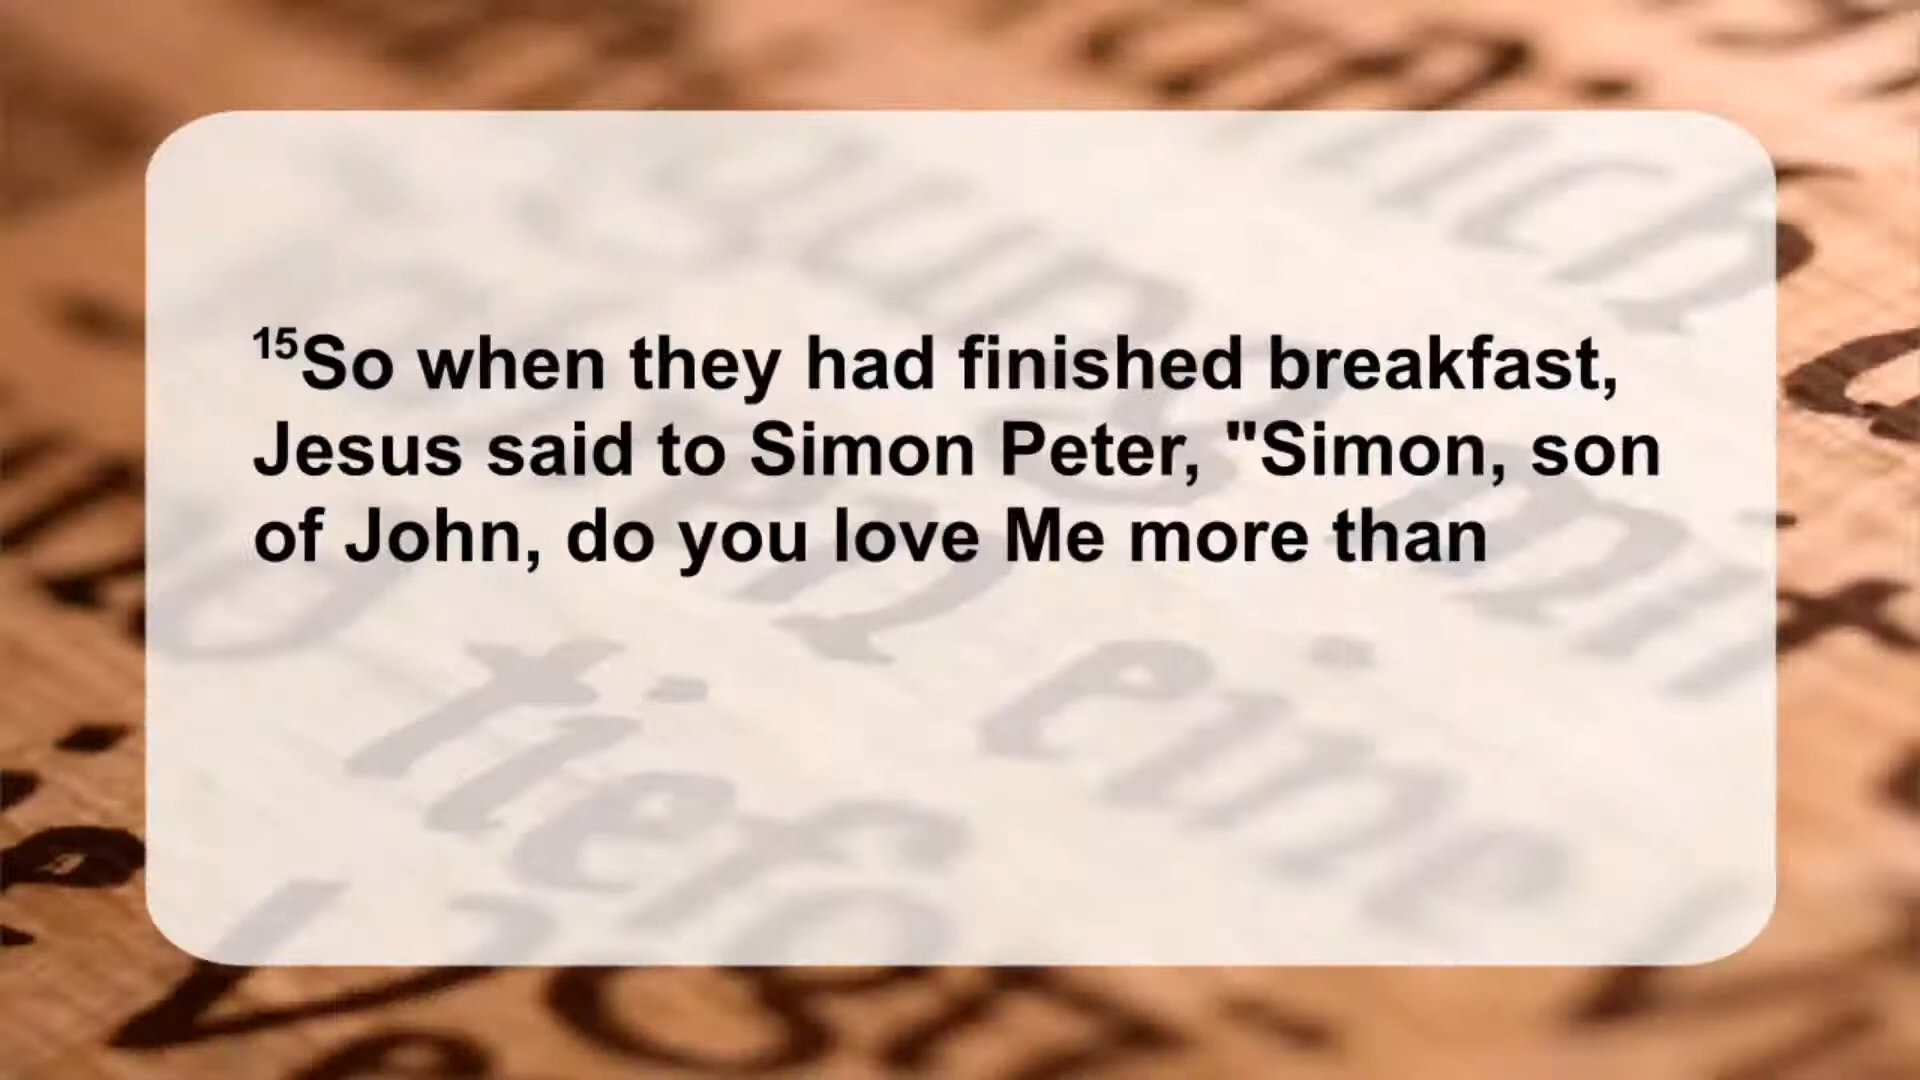 15So when they had finished breakfast,
Jesus said to Simon Peter, "Simon, son
of John, do you love Me more than